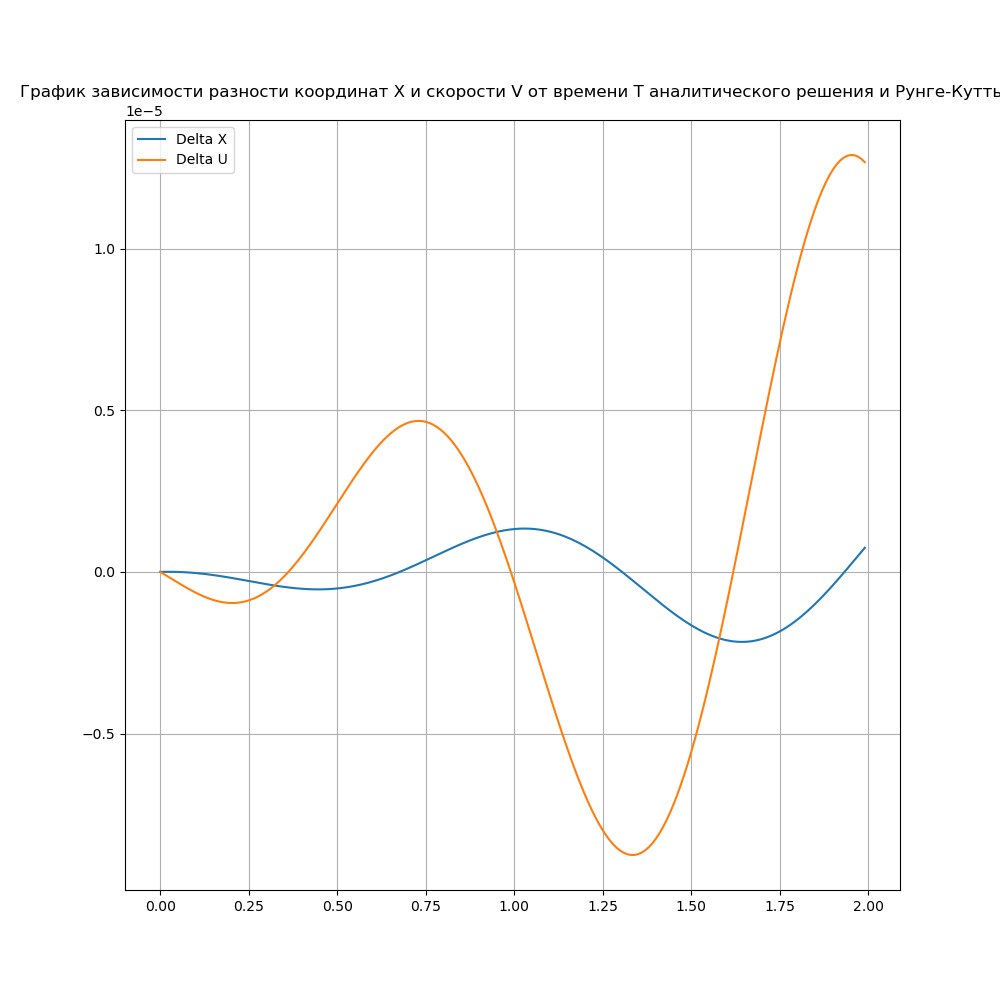 График зависимости разности координат X и скорости V от времени T аналитического решения и Рунге-Кутты
1e−5
Delta X
Delta U
1.0
0.5
0.0
−0.5
0.00 0.25 0.50 0.75 1.00 1.25 1.50 1.75 2.00